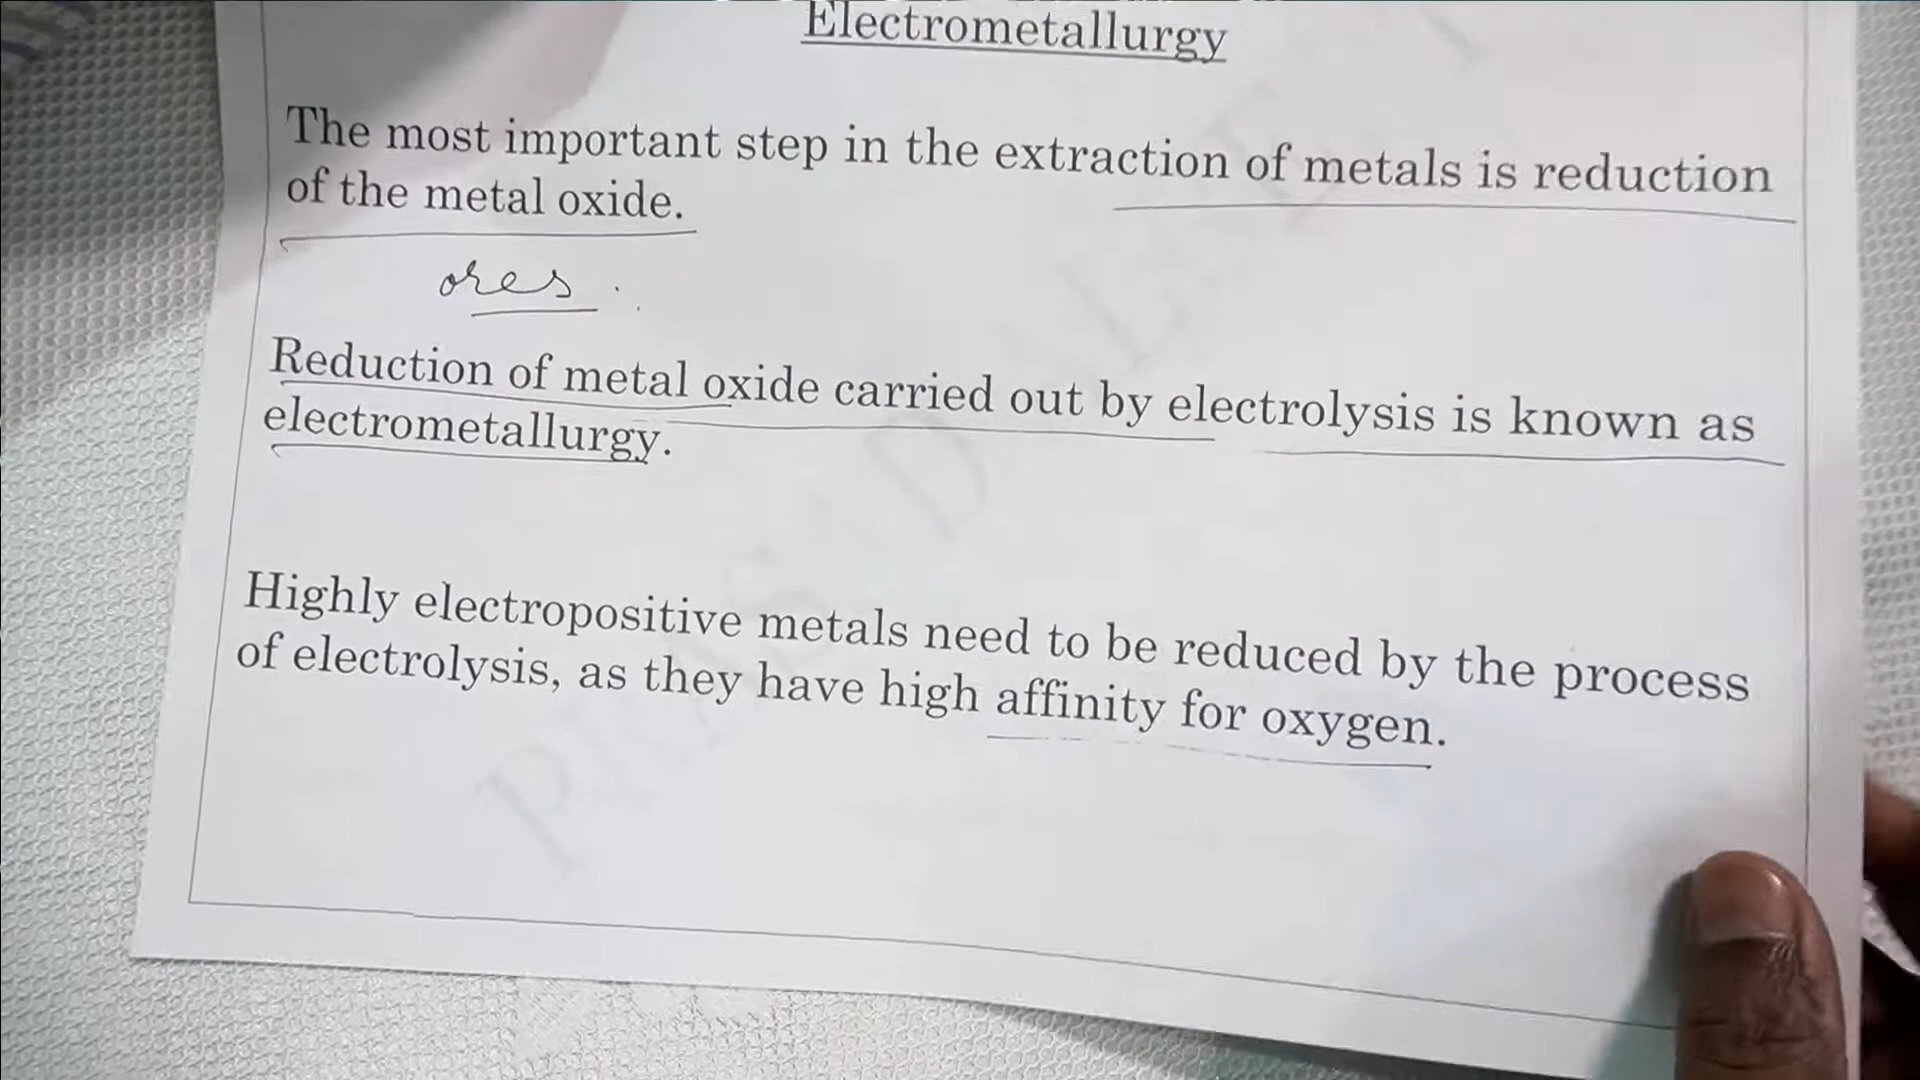 Electrometallurgy
The most important step in the extraction of metals is reduction
of the metal oxide.
ores
Reduction of metal oxide carried out by electrolysis is known as
electrometallurgy.
Highly electropositive metals need to be reduced by the process
of electrolysis, as they have high affinity for oxygen.